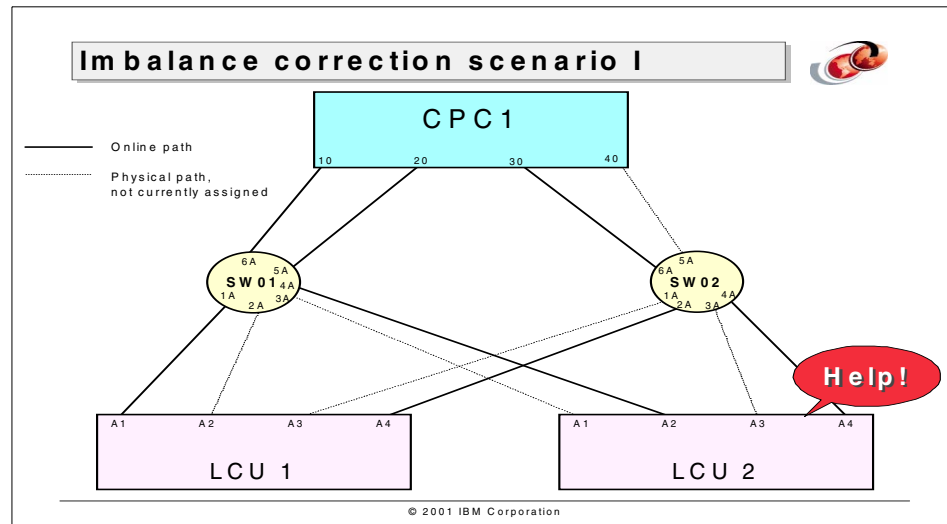 Imbalance correction scenario I
CPC1
10 20 30 40
Online path
Physical path,
not currently assigned
6A
5A
SW01
4A
1A
3A
2A
5A
6A
SW02
1A
4A
2A
3A
Help!
A1 A2 A3 A4
LCU 1
A1 A2 A3 A4
LCU 2
© 2001 IBM Corporation